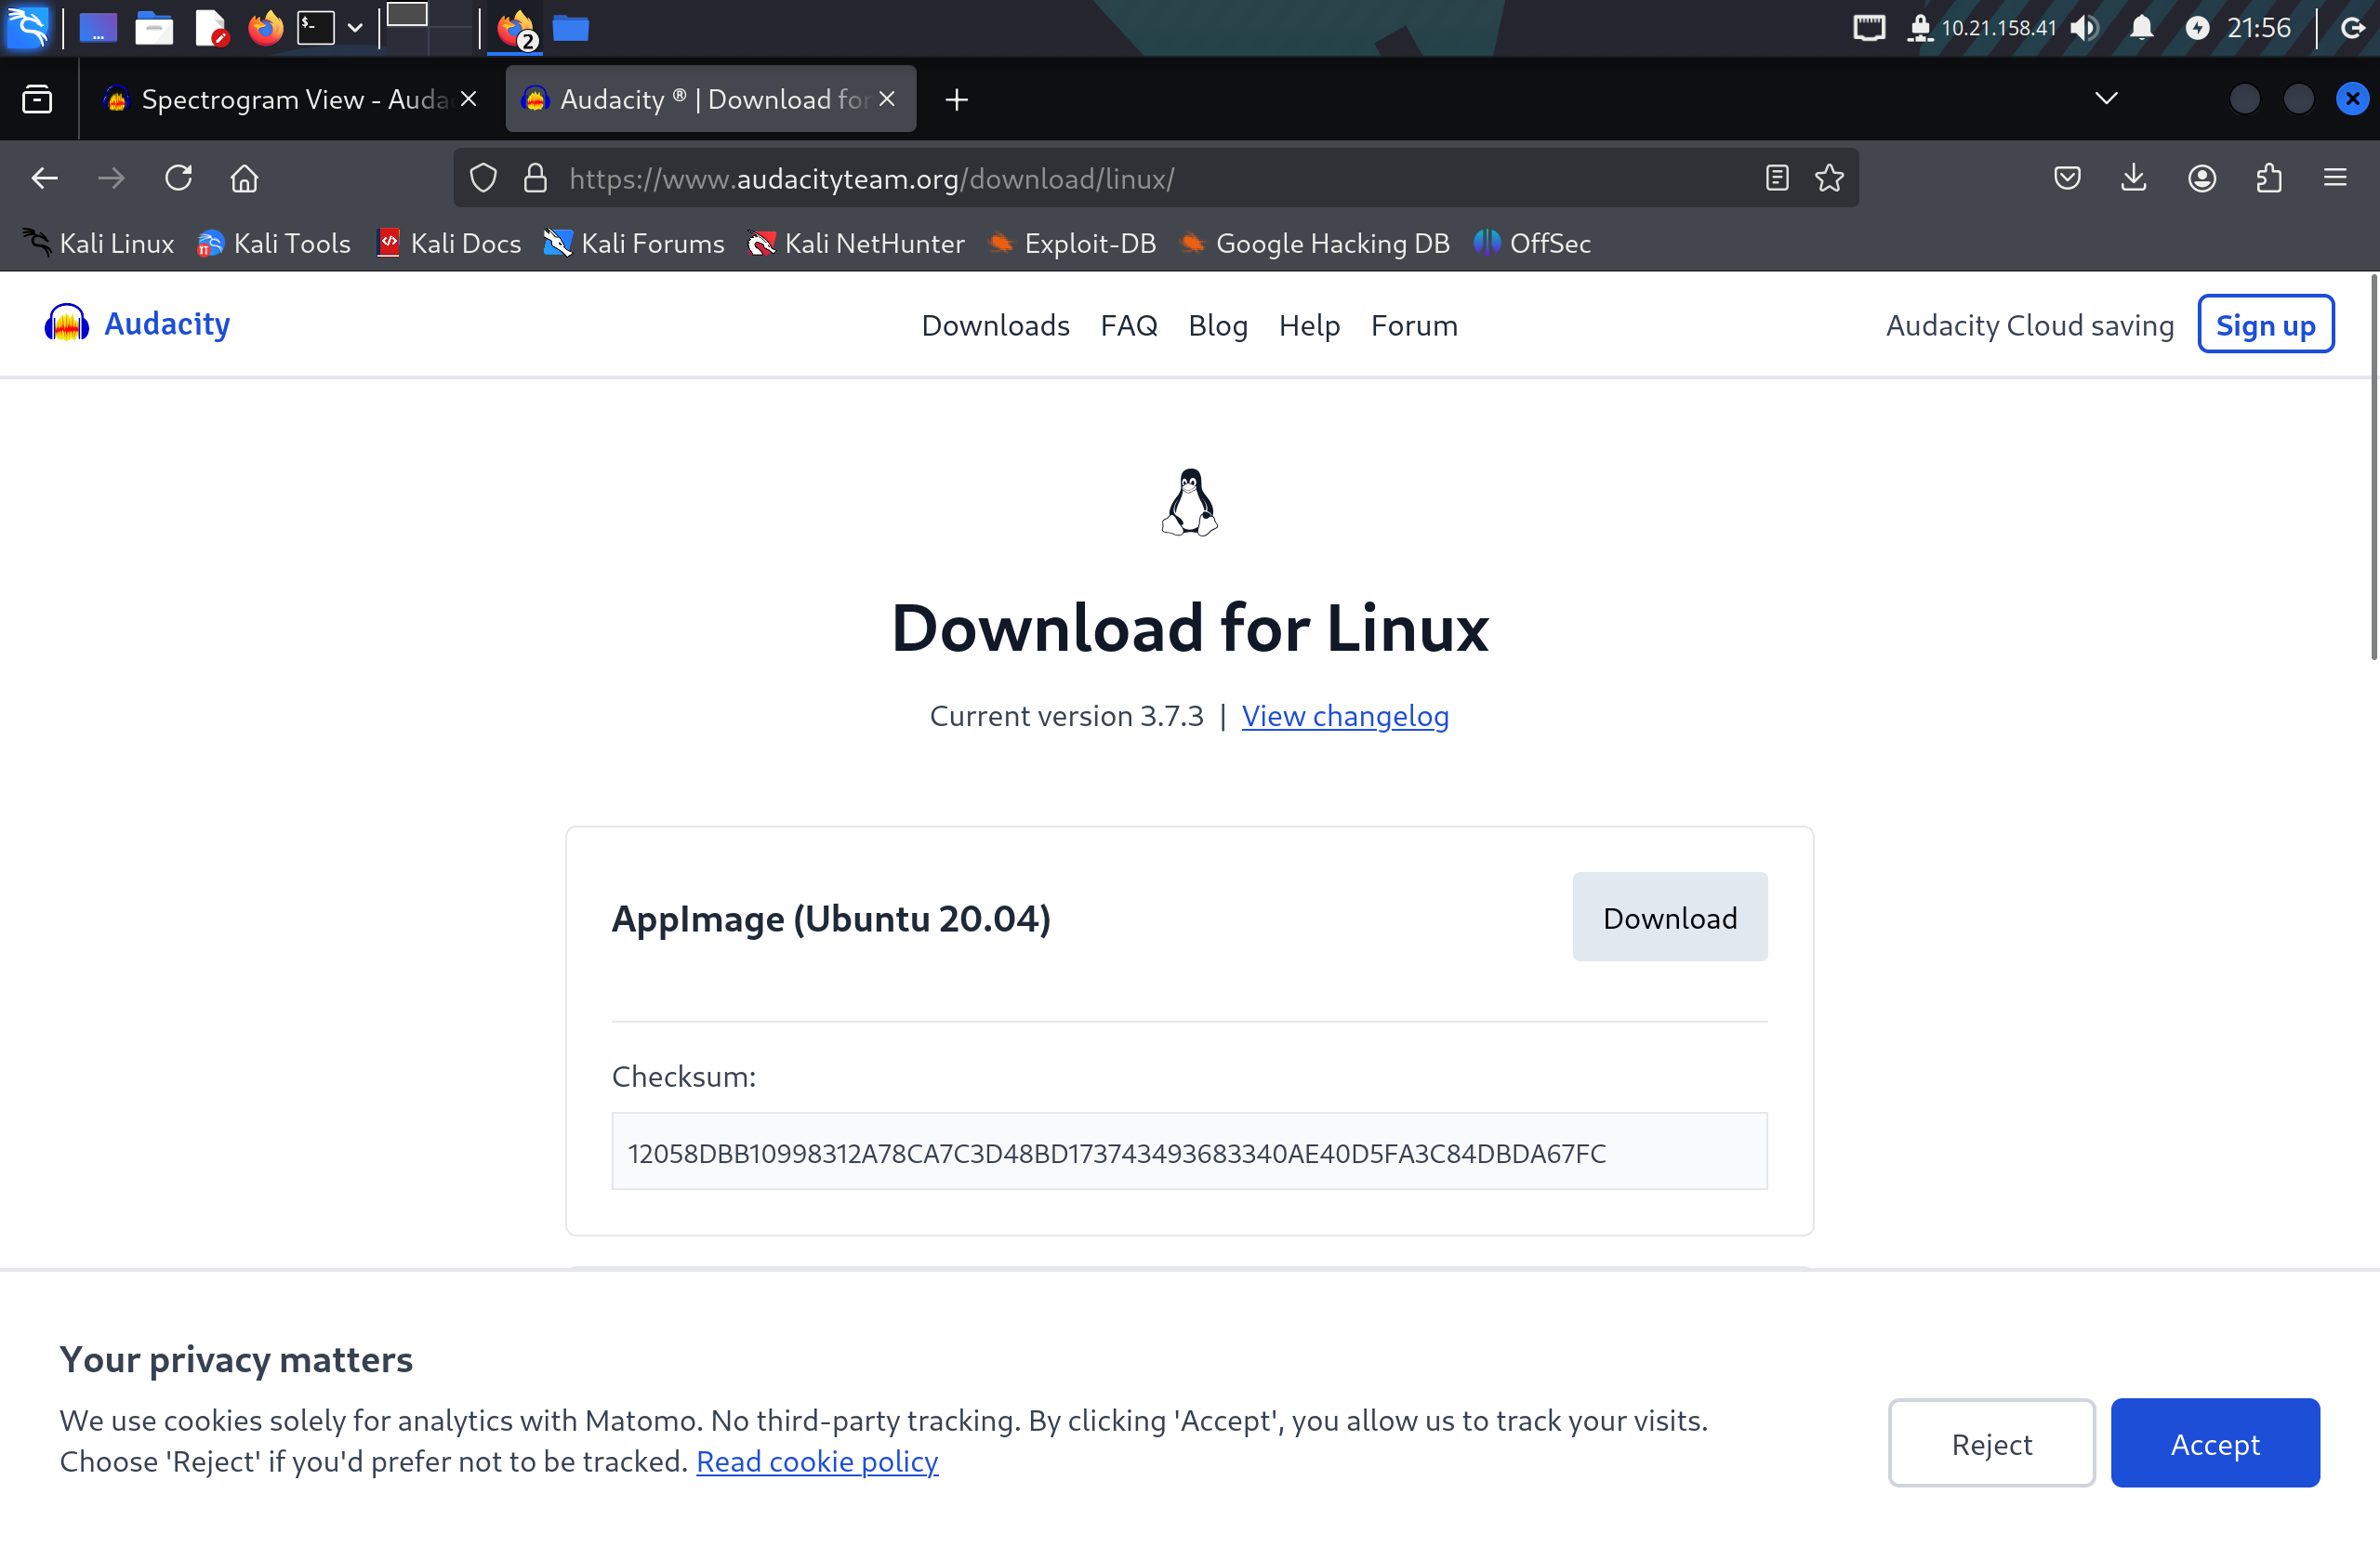 10.21.158.41
21:56
2
Spectrogram View - Auda
Audacity ® | Download for
https://www.audacityteam.org/download/linux/
Kali Linux
Kali Tools
Kali Docs
Kali Forums
Kali NetHunter
Exploit-DB
Google Hacking DB
OffSec
Audacity
Downloads
FAQ
Blog
Help
Forum
Audacity Cloud saving
Sign up
Download for Linux
Current version 3.7.3 | View changelog
AppImage (Ubuntu 20.04)
Download
Checksum:
12058DBB10998312A78CA7C3D48BD173743493683340AE40D5FA3C84DBDA67FC
Your privacy matters
We use cookies solely for analytics with Matomo. No third-party tracking. By clicking 'Accept', you allow us to track your visits.
Choose 'Reject' if you'd prefer not to be tracked. Read cookie policy
Reject
Accept